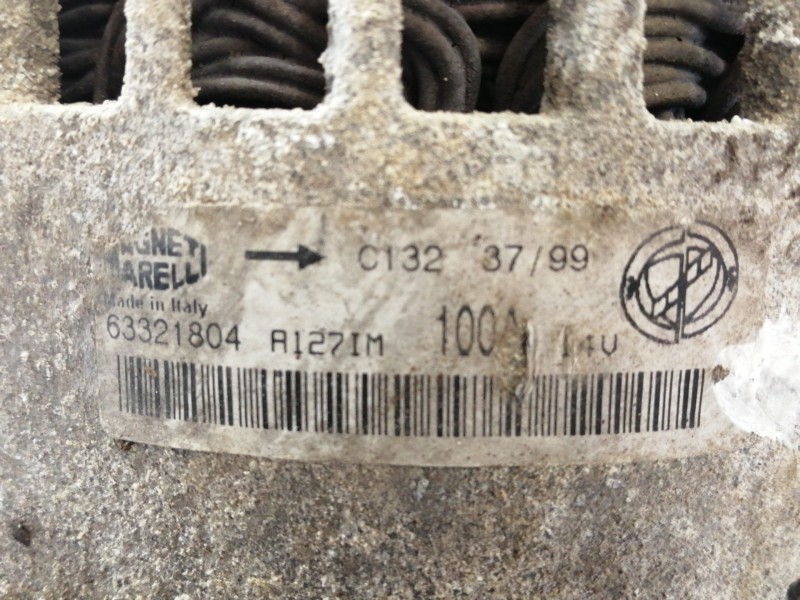 MAGNETI
MARELLI
C132 37/99
Made in Italy
63321804 A127IM 100A 14V